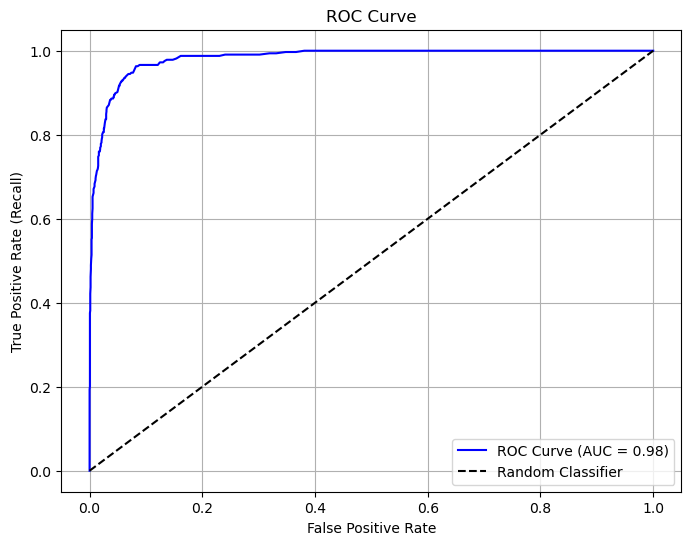 ROC Curve
1.0
0.8
0.6
0.4
0.2
0.0
True Positive Rate (Recall)
0.0 0.2 0.4 0.6 0.8 1.0
False Positive Rate
ROC Curve (AUC = 0.98)
Random Classifier